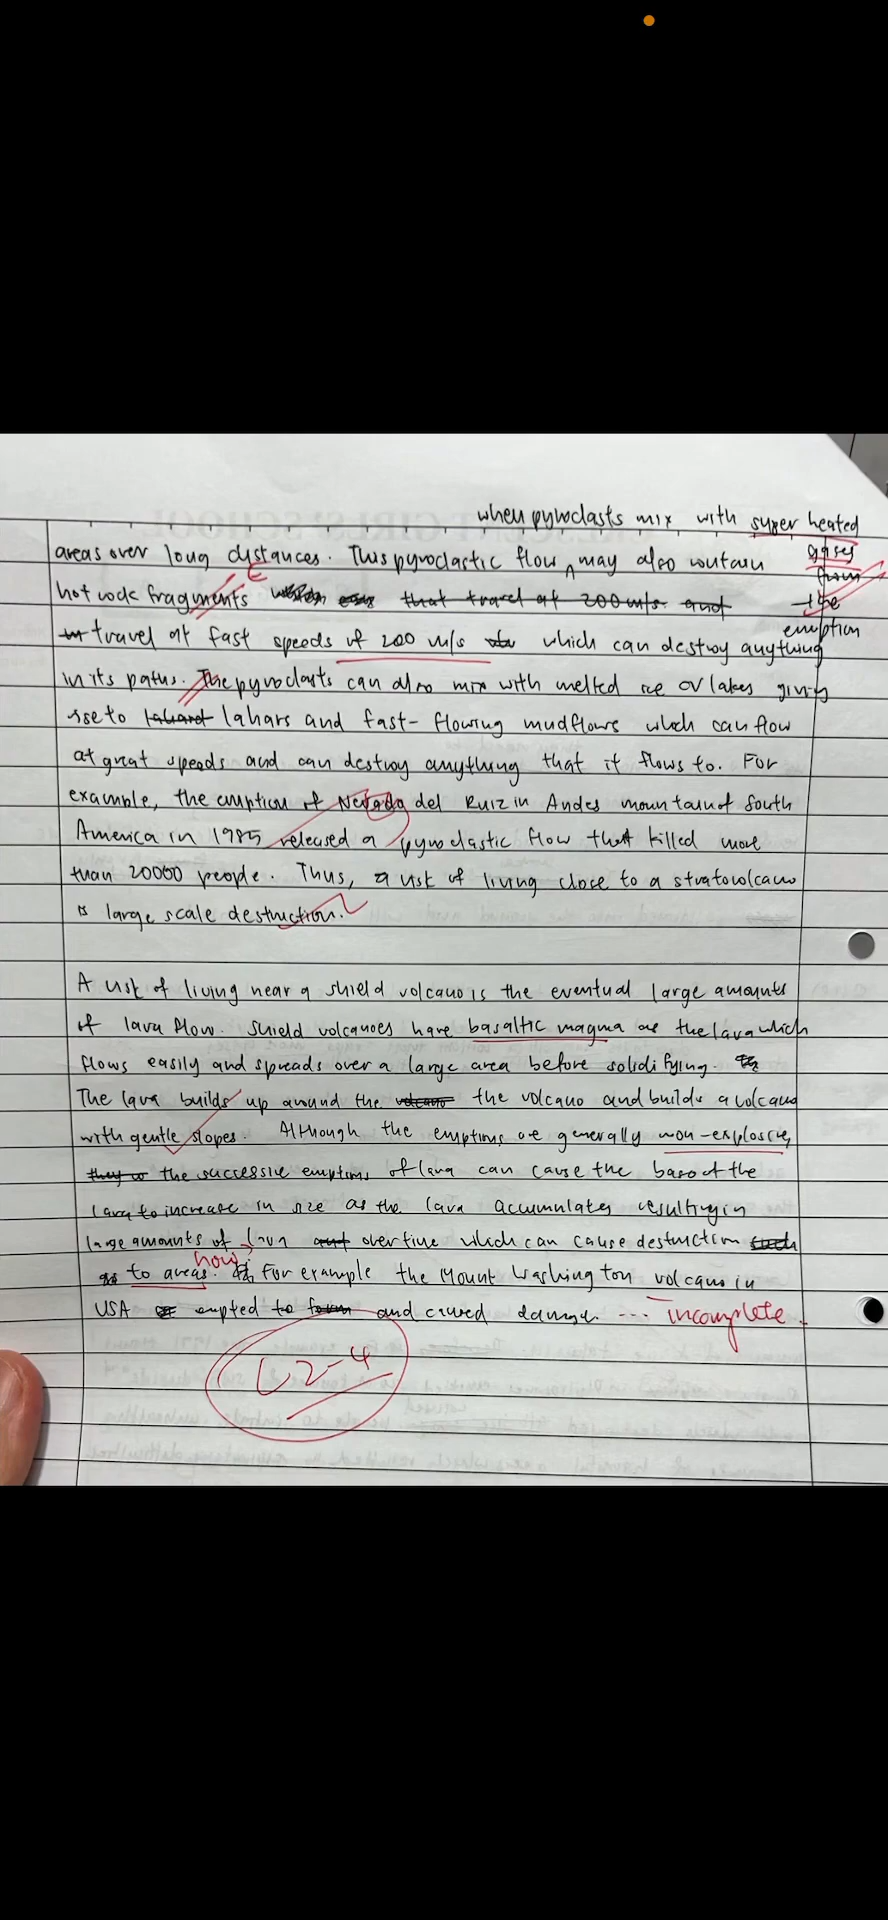 when pyroclasts mix with super heated
areas over long distances. This pyroclastic flow ^ may also contain gases
hot rock fragments that travel at 200 m/s and from the
travel at fast speeds of 200 m/s which can destroy anything eruption
in its paths. The pyroclasts can also mix with melted ice or lakes giving
rise to lahars and fast-flowing mudflows which can flow
at great speeds and can destroy anything that it flows to. For
example, the eruption of del Ruiz in Andes mountain of South
America in 1985 released a pyroclastic flow that killed more
than 20000 people. Thus, a risk of living close to a stratovolcano
is large scale destruction.
A risk of living near a shield volcano is the eventual large amounts
of lava flow. Shield volcanoes have basaltic magma as the lava which
flows easily and spreads over a large area before solidifying.
The lava builds up around the volcano the volcano and builds a volcano
with gentle slopes. Although the eruptions are generally non-explosive,
the successive eruptions of lava can cause the base of the
lava to increase in size as the lava accumulates resulting in
large amounts of lava over time which can cause destruction
how?
to areas. For example the Mount Washington volcano in
USA erupted to form and caused damage. --- incomplete.
L2-4